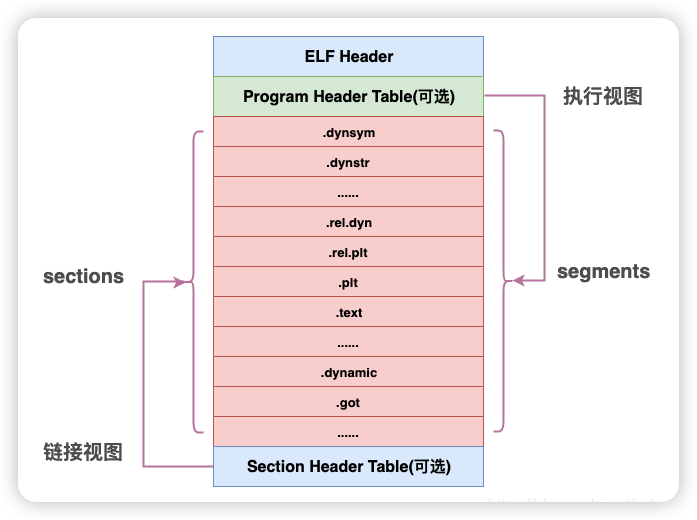 ELF Header
Program Header Table(可选)
执行视图
.dynsym
.dynstr
......
.rel.dyn
.rel.plt
sections
segments
.plt
.text
......
.dynamic
.got
......
链接视图
Section Header Table(可选)